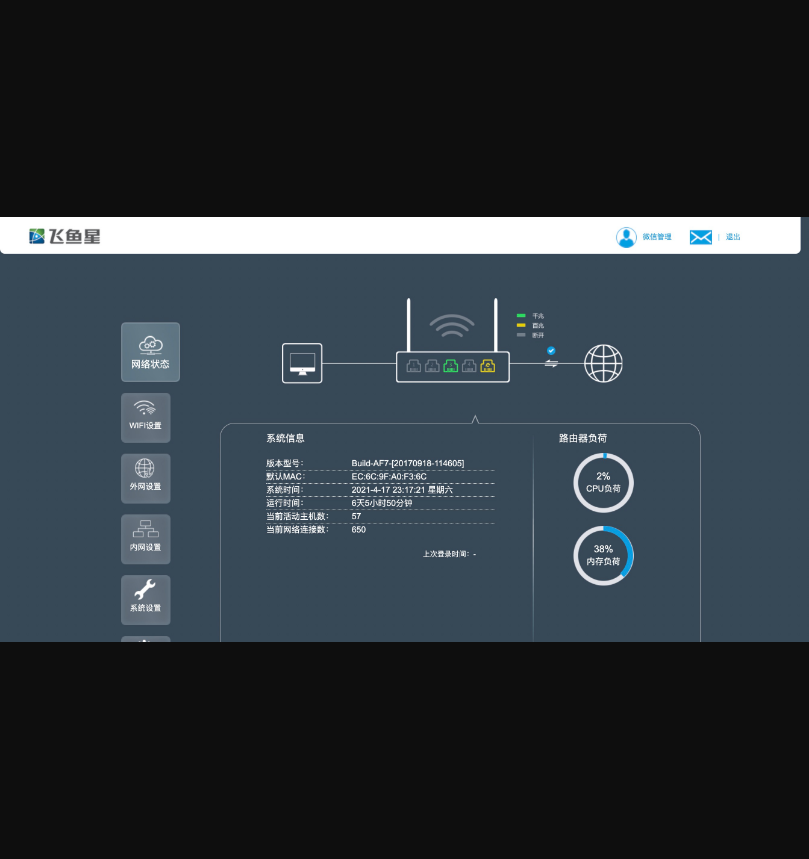 飞鱼星
微信管理
退出
千兆
百兆
断开
网络状态
WIFI设置
外网设置
内网设置
系统设置
系统信息
版本型号: Build-AF7-[20170918-114605]
默认MAC: EC:6C:9F:A0:F3:6C
系统时间: 2021-4-17 23:17:21 星期六
运行时间: 6天5小时50分钟
当前活动主机数: 57
当前网络连接数: 650
上次登录时间: -
路由器负荷
2%
CPU负荷
38%
内存负荷